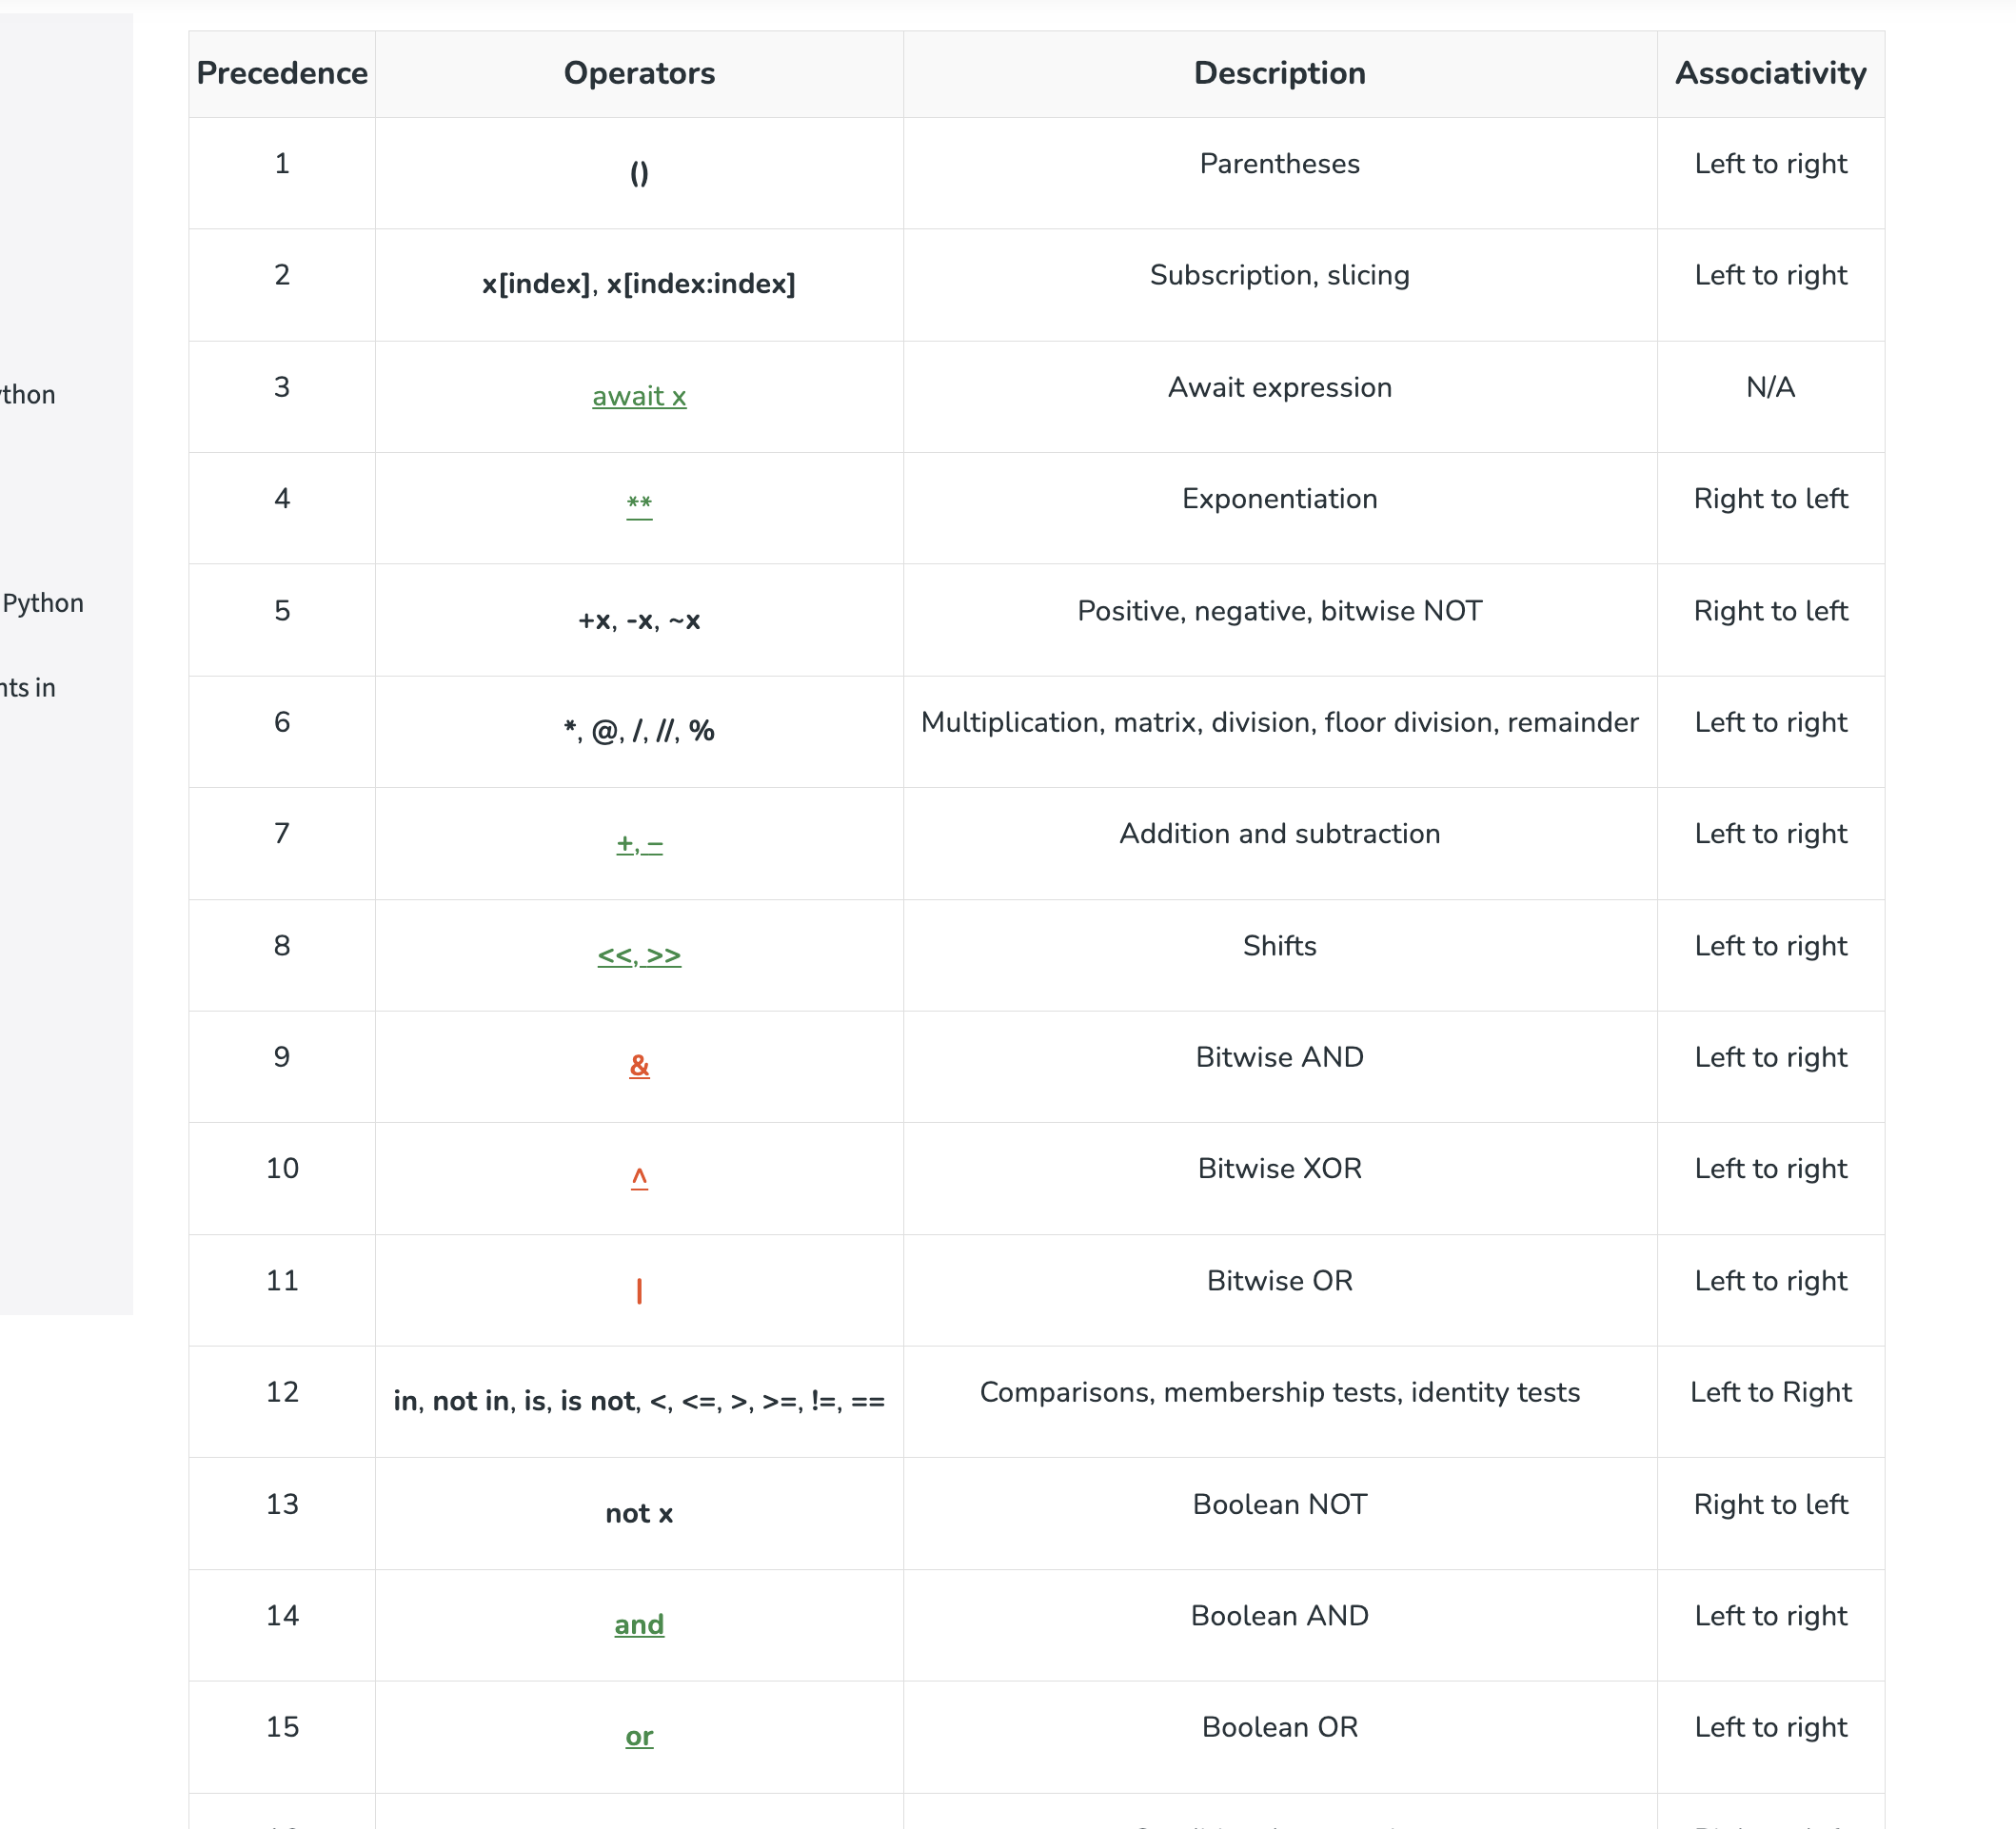 Precedence Operators Description Associativity
1 () Parentheses Left to right
2 x[index], x[index:index] Subscription, slicing Left to right
3 await x Await expression N/A
ython
4 ** Exponentiation Right to left
Python
5 +x, -x, ~x Positive, negative, bitwise NOT Right to left
nts in
6 *, @, /, //, % Multiplication, matrix, division, floor division, remainder Left to right
7 +, – Addition and subtraction Left to right
8 <<, >> Shifts Left to right
9 & Bitwise AND Left to right
10 ^ Bitwise XOR Left to right
11 | Bitwise OR Left to right
12 in, not in, is, is not, <, <=, >, >=, !=, == Comparisons, membership tests, identity tests Left to Right
13 not x Boolean NOT Right to left
14 and Boolean AND Left to right
15 or Boolean OR Left to right